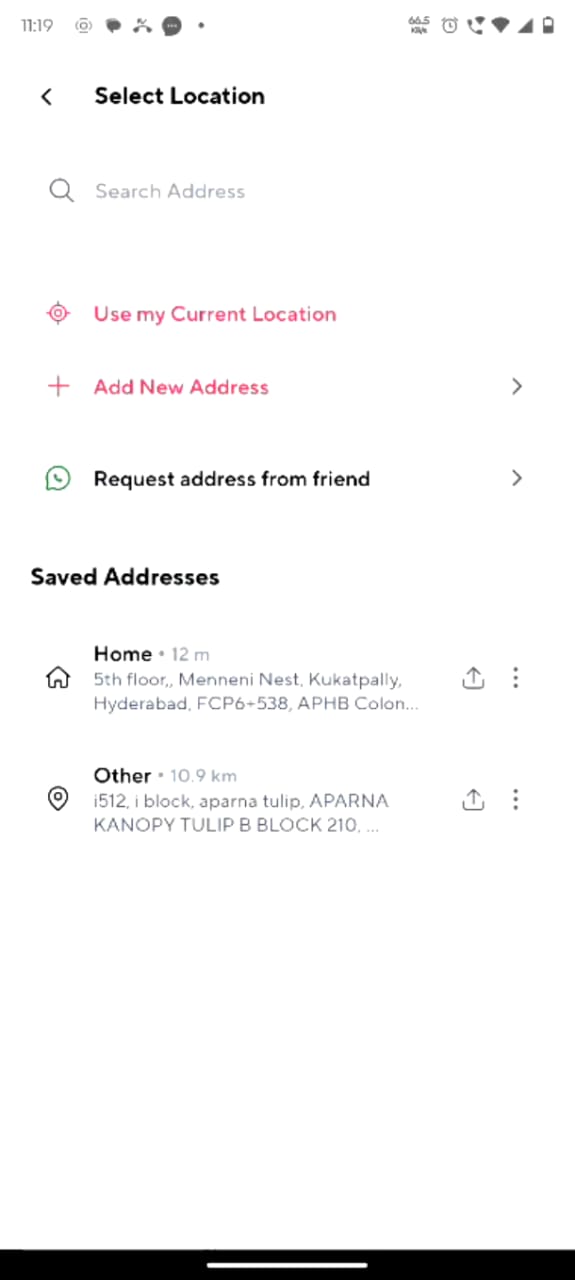 11:19
66.5
KB/s
Select Location
Search Address
Use my Current Location
Add New Address
Request address from friend
Saved Addresses
Home • 12 m
5th floor,, Menneni Nest, Kukatpally,
Hyderabad, FCP6+538, APHB Colon...
Other • 10.9 km
i512, i block, aparna tulip, APARNA
KANOPY TULIP B BLOCK 210, ...